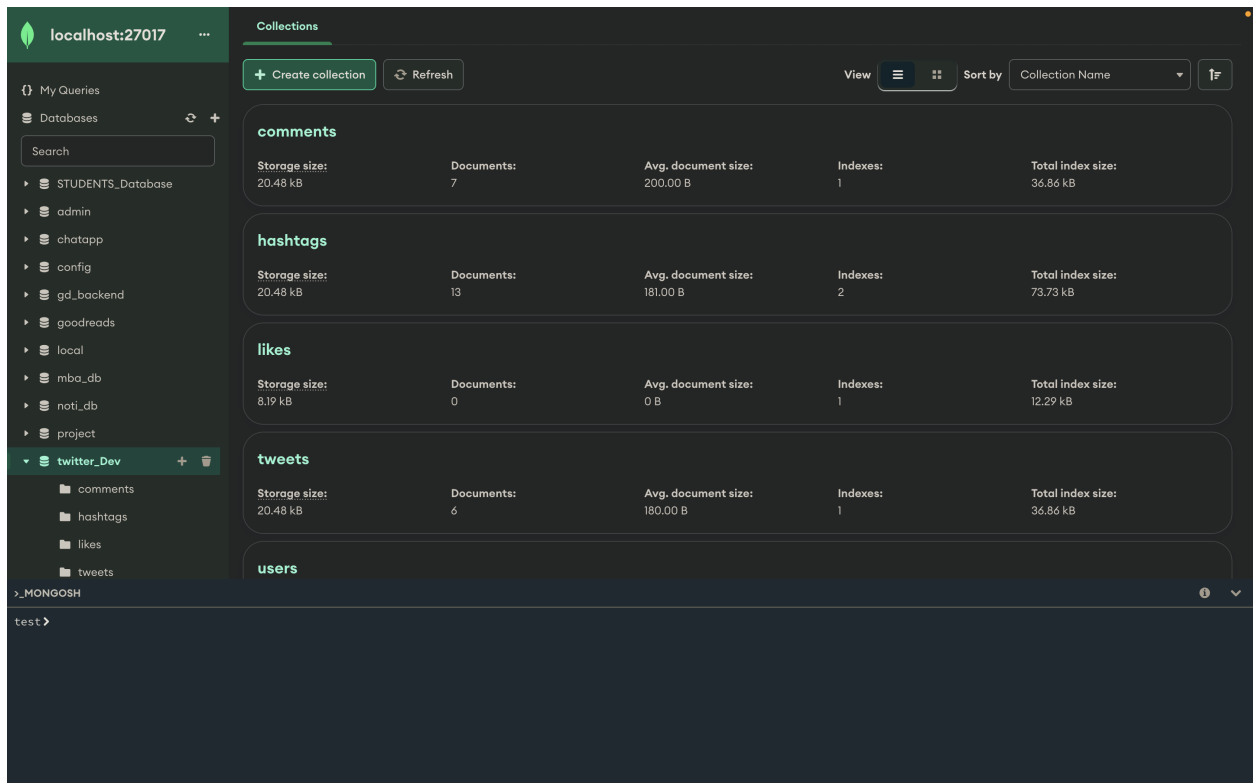 localhost:27017 ...
{} My Queries
Databases
Search
STUDENTS_Database
admin
chatapp
config
gd_backend
goodreads
local
mba_db
noti_db
project
twitter_Dev
comments
hashtags
likes
tweets
Collections
+ Create collection
Refresh
View
Sort by
Collection Name
comments
Storage size: Documents: Avg. document size: Indexes: Total index size:
20.48 kB 7 200.00 B 1 36.86 kB
hashtags
Storage size: Documents: Avg. document size: Indexes: Total index size:
20.48 kB 13 181.00 B 2 73.73 kB
likes
Storage size: Documents: Avg. document size: Indexes: Total index size:
8.19 kB 0 0 B 1 12.29 kB
tweets
Storage size: Documents: Avg. document size: Indexes: Total index size:
20.48 kB 6 180.00 B 1 36.86 kB
users
>_MONGOSH
test>